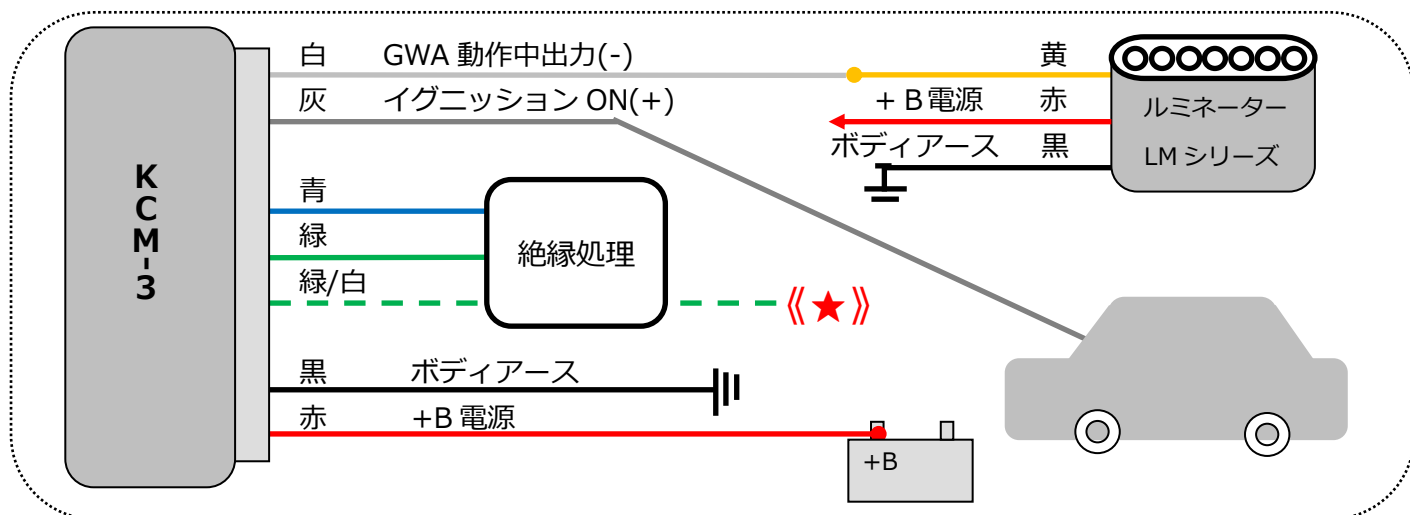 白 GWA 動作中出力(-)
黄
灰 イグニッション ON(+)
+ B電源 赤
ボディアース 黒
ルミネーター
LM シリーズ
KCM-3
青
緑
絶縁処理
緑/白
《★》
黒 ボディアース
赤 +B 電源
+B